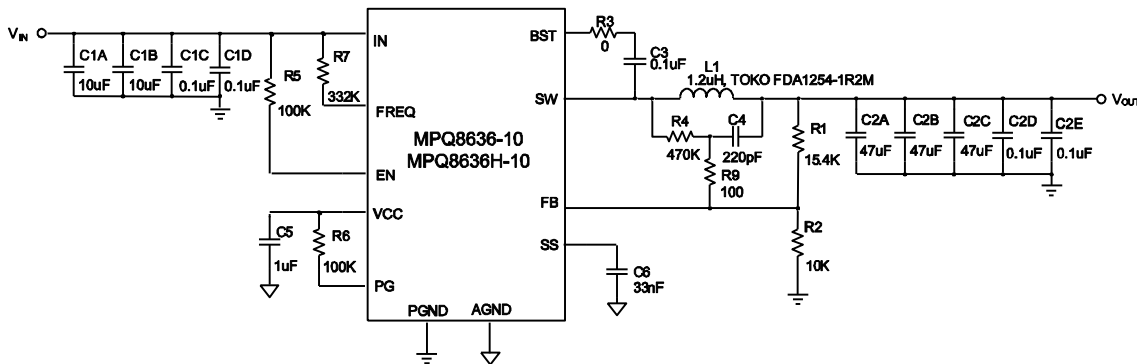 VIN
C1A
10uF
C1B
10uF
C1C
0.1uF
C1D
0.1uF
R5
100K
R7
332K
IN
FREQ
EN
VCC
PG
PGND
AGND
MPQ8636-10
MPQ8636H-10
BST
SW
FB
SS
C5
1uF
R6
100K
R3
0
C3
0.1uF
L1
1.2uH, TOKO FDA1254-1R2M
R4
470K
C4
220pF
R9
100
R1
15.4K
R2
10K
C6
33nF
C2A
47uF
C2B
47uF
C2C
47uF
C2D
0.1uF
C2E
0.1uF
VOUT